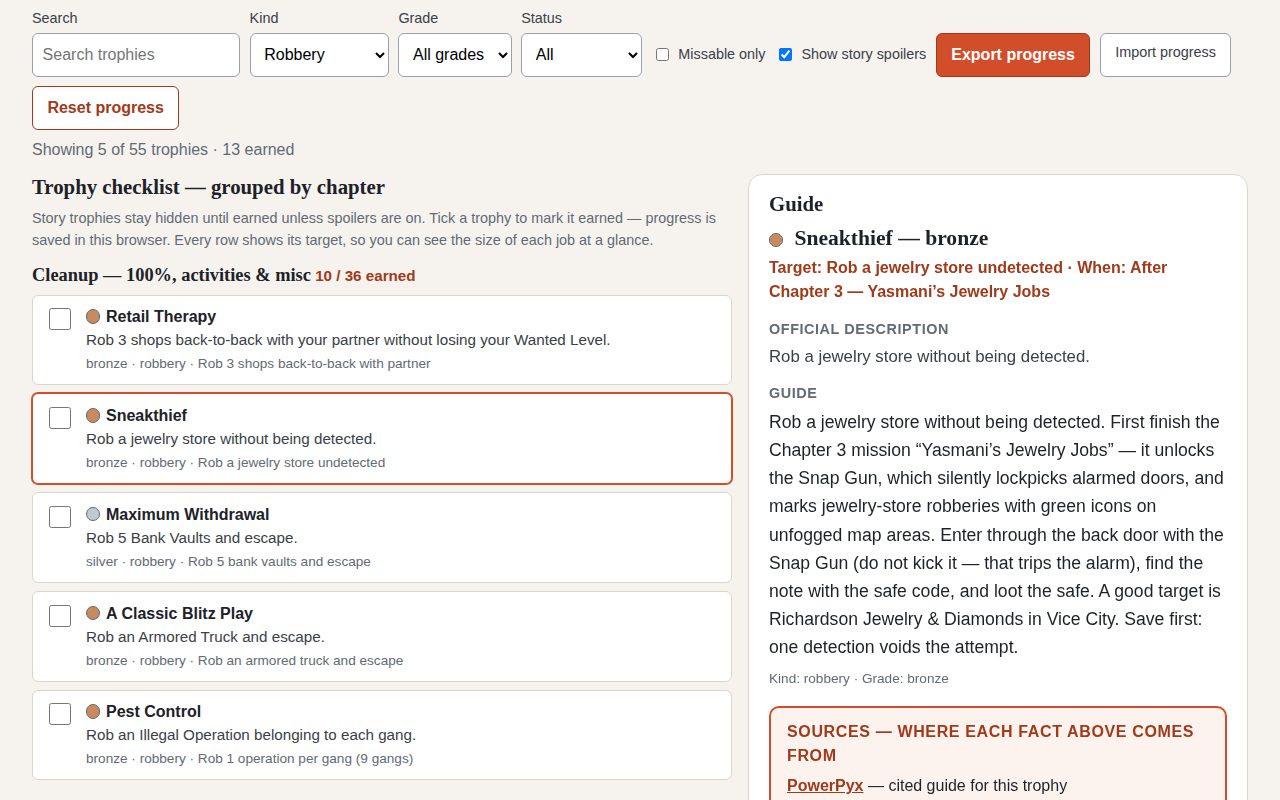 Search
Kind
Grade
Status
Search trophies
Robbery
All grades
All
Missable only
Show story spoilers
Export progress
Import progress
Reset progress
Showing 5 of 55 trophies · 13 earned
Trophy checklist — grouped by chapter
Story trophies stay hidden until earned unless spoilers are on. Tick a trophy to mark it earned — progress is
saved in this browser. Every row shows its target, so you can see the size of each job at a glance.
Cleanup — 100%, activities & misc 10 / 36 earned
Retail Therapy
Rob 3 shops back-to-back with your partner without losing your Wanted Level.
bronze · robbery · Rob 3 shops back-to-back with partner
Sneakthief
Rob a jewelry store without being detected.
bronze · robbery · Rob a jewelry store undetected
Maximum Withdrawal
Rob 5 Bank Vaults and escape.
silver · robbery · Rob 5 bank vaults and escape
A Classic Blitz Play
Rob an Armored Truck and escape.
bronze · robbery · Rob an armored truck and escape
Pest Control
Rob an Illegal Operation belonging to each gang.
bronze · robbery · Rob 1 operation per gang (9 gangs)
Guide
Sneakthief — bronze
Target: Rob a jewelry store undetected · When: After
Chapter 3 — Yasmani’s Jewelry Jobs
OFFICIAL DESCRIPTION
Rob a jewelry store without being detected.
GUIDE
Rob a jewelry store without being detected. First finish the
Chapter 3 mission “Yasmani’s Jewelry Jobs” — it unlocks
the Snap Gun, which silently lockpicks alarmed doors, and
marks jewelry-store robberies with green icons on
unfogged map areas. Enter through the back door with the
Snap Gun (do not kick it — that trips the alarm), find the
note with the safe code, and loot the safe. A good target is
Richardson Jewelry & Diamonds in Vice City. Save first:
one detection voids the attempt.
Kind: robbery · Grade: bronze
SOURCES — WHERE EACH FACT ABOVE COMES
FROM
PowerPyx — cited guide for this trophy